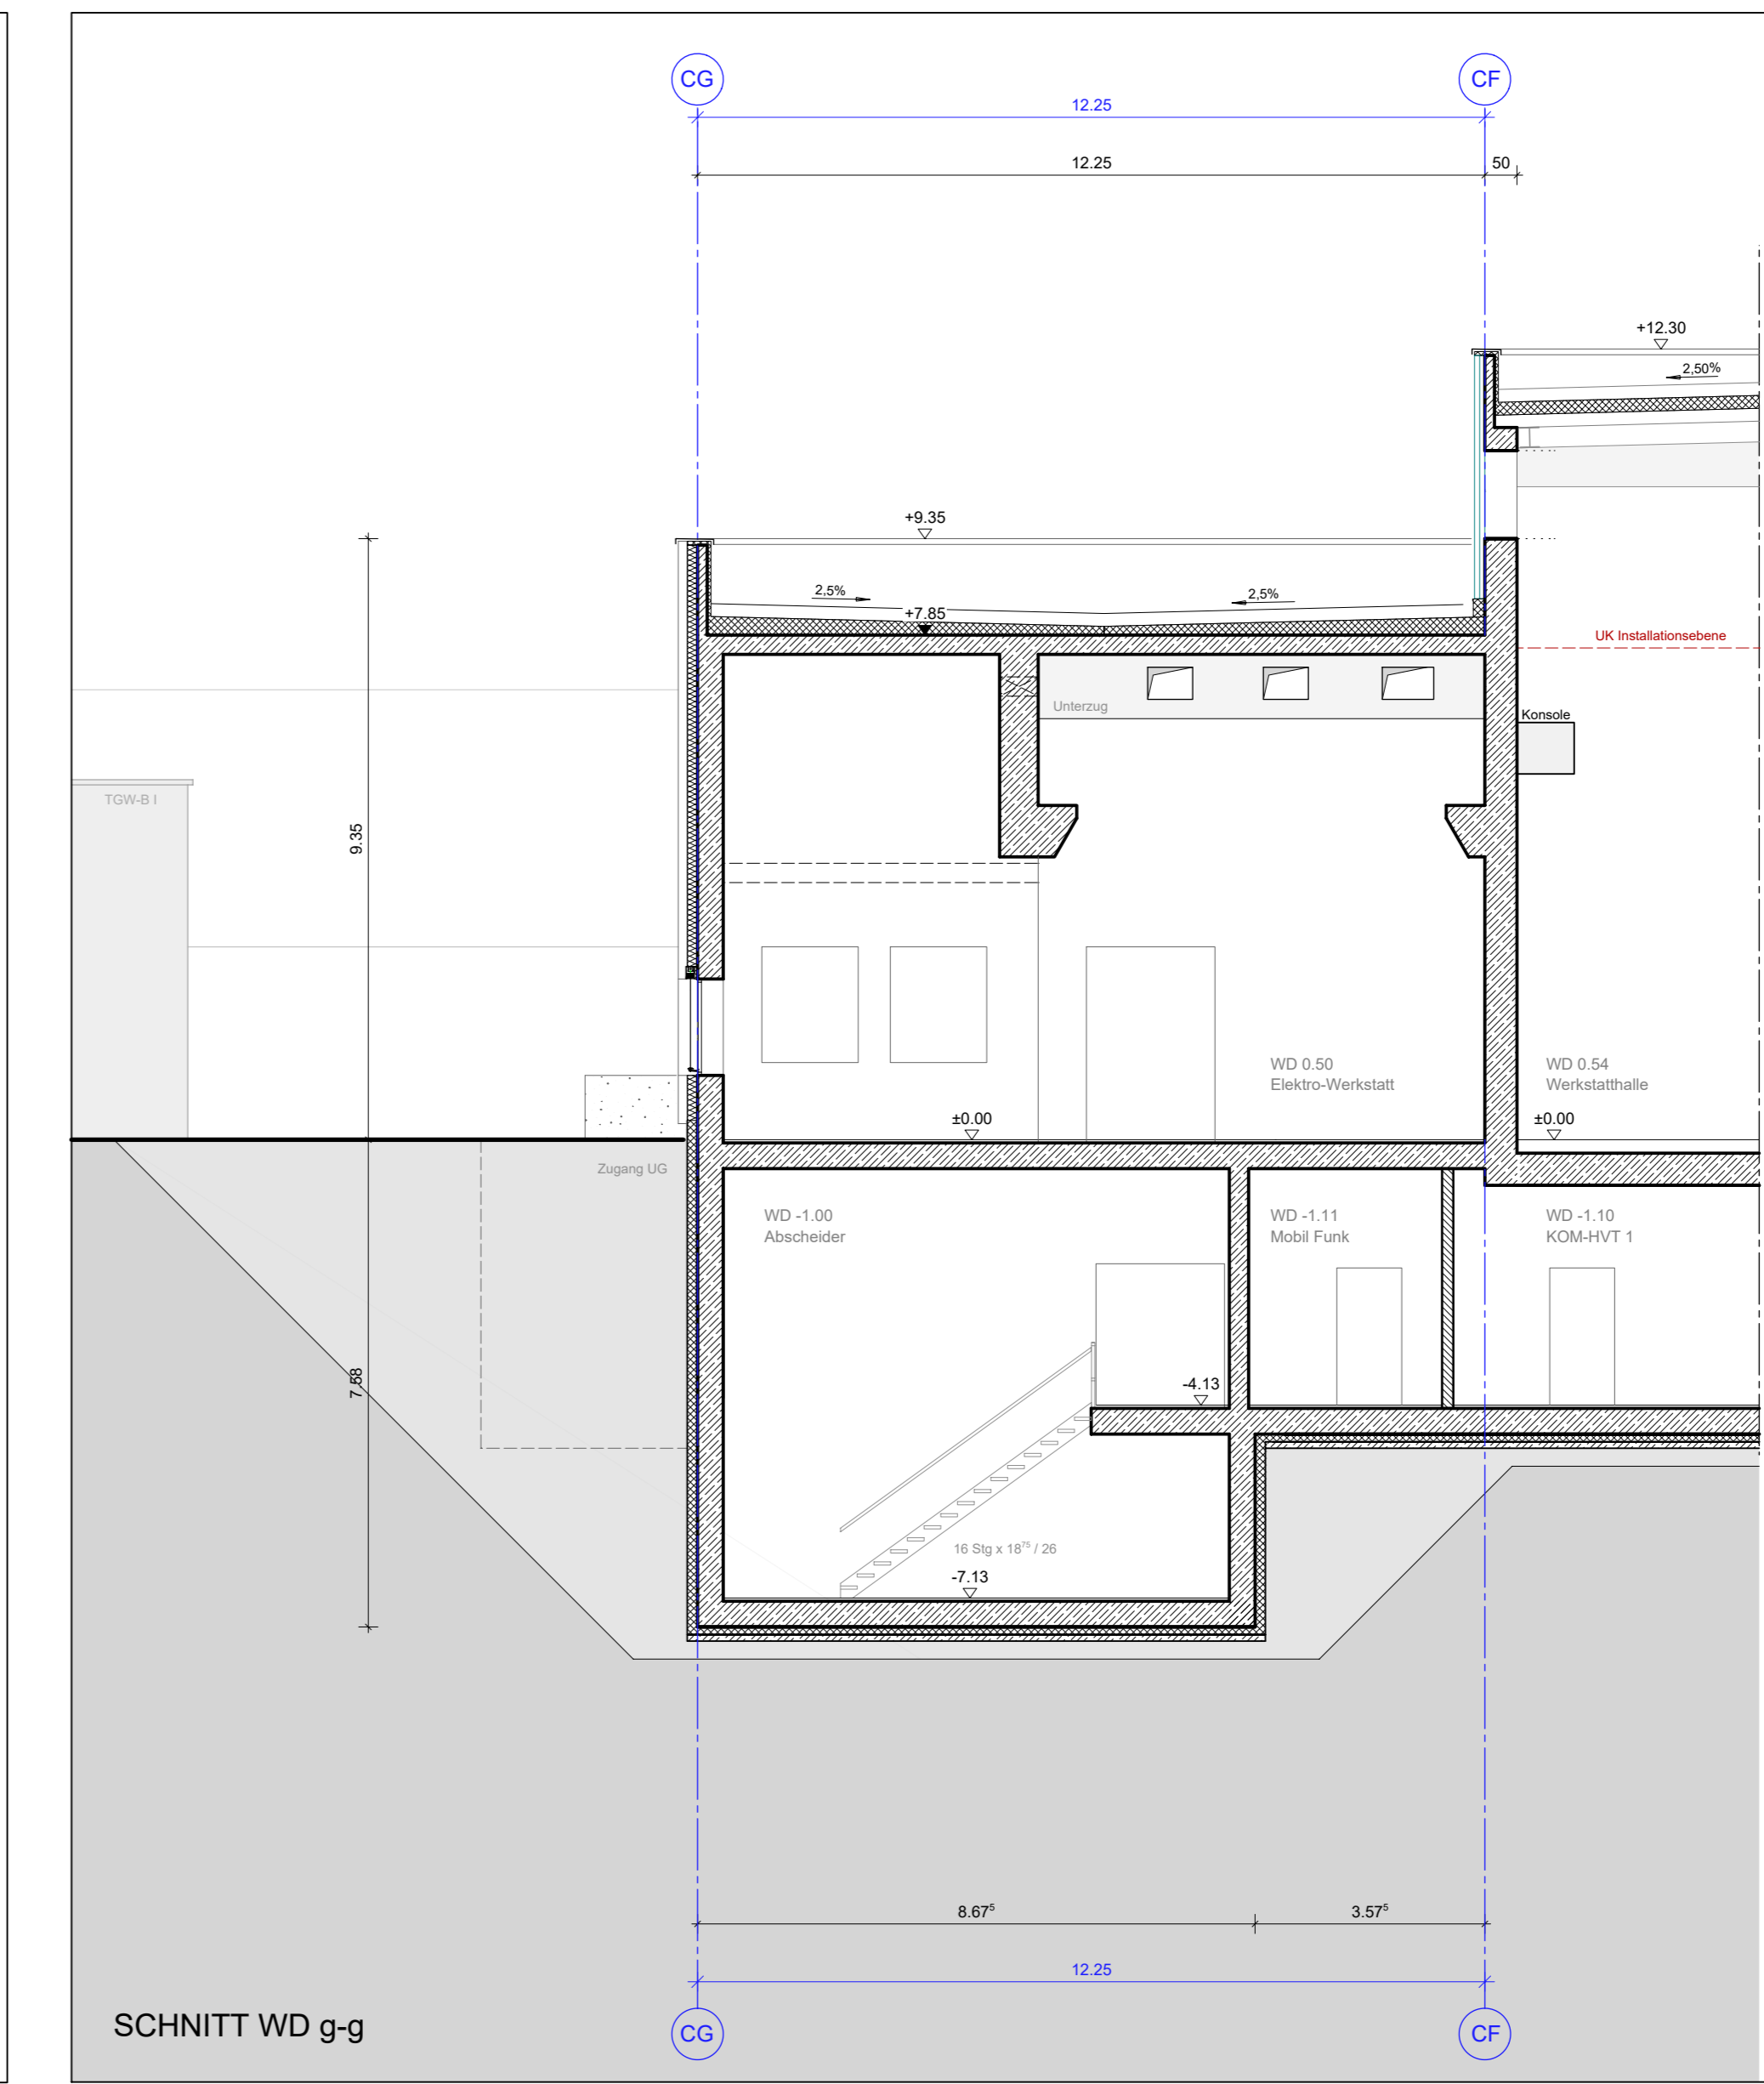 CG
CF
12.25
12.25
50
+12.30
2,50%
+9.35
2,5%
2,5%
+7.85
UK Installationsebene
Unterzug
Konsole
TGW-B I
9.35
WD 0.50
Elektro-Werkstatt
WD 0.54
Werkstatthalle
±0.00
±0.00
Zugang UG
WD -1.00
Abscheider
WD -1.11
Mobil Funk
WD -1.10
KOM-HVT 1
7.58
-4.13
16 Stg x 18⁷⁵ / 26
-7.13
8.67⁵
3.57⁵
12.25
SCHNITT WD g-g
CG
CF